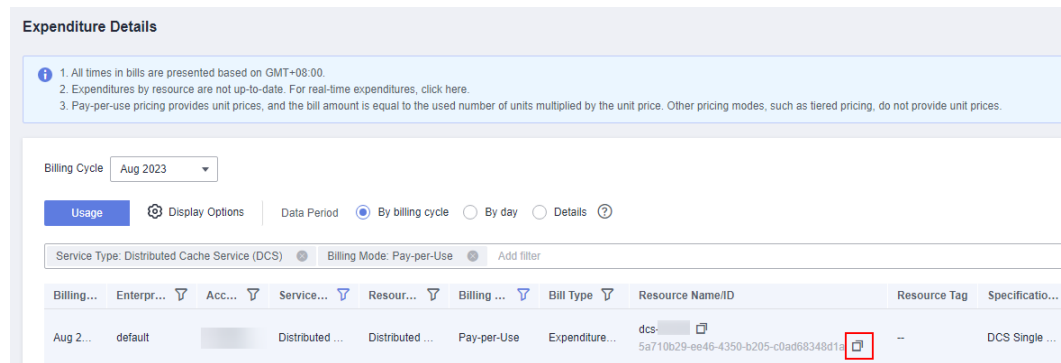 Expenditure Details
1. All times in bills are presented based on GMT+08:00.
2. Expenditures by resource are not up-to-date. For real-time expenditures, click here.
3. Pay-per-use pricing provides unit prices, and the bill amount is equal to the used number of units multiplied by the unit price. Other pricing modes, such as tiered pricing, do not provide unit prices.
Billing Cycle Aug 2023
Usage Display Options Data Period By billing cycle By day Details
Service Type: Distributed Cache Service (DCS) Billing Mode: Pay-per-Use Add filter
Billing... Enterpr... Acc... Service... Resour... Billing ... Bill Type Resource Name/ID Resource Tag Specificatio...
dcs-
Aug 2... default Distributed ... Distributed ... Pay-per-Use Expenditure... -- DCS Single ...
5a710b29-ee46-4350-b205-c0ad68348d1a